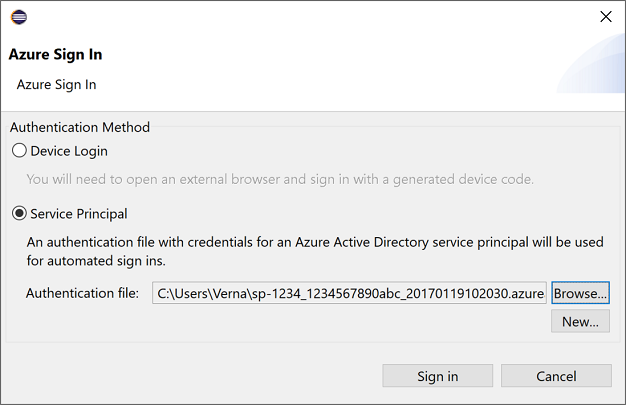 Azure Sign In
Azure Sign In
Authentication Method
Device Login
You will need to open an external browser and sign in with a generated device code.
Service Principal
An authentication file with credentials for an Azure Active Directory service principal will be used
for automated sign ins.
Authentication file: C:\Users\Verna\sp-1234_1234567890abc_20170119102030.azure Browse...
New...
Sign in Cancel